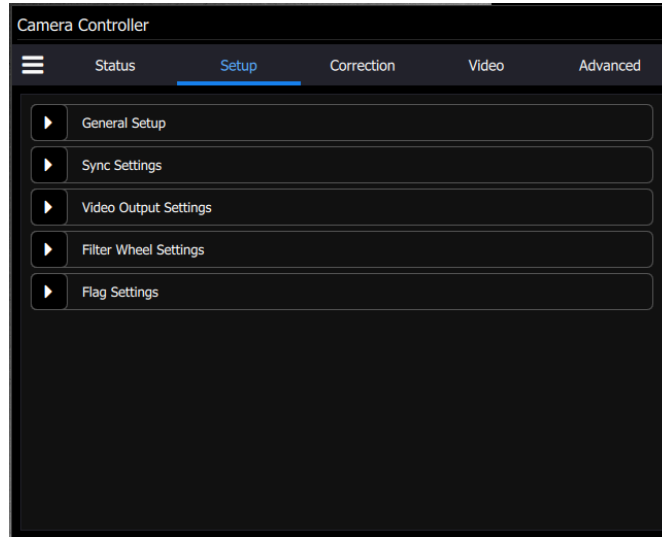 Camera Controller
Status Setup Correction Video Advanced
General Setup
Sync Settings
Video Output Settings
Filter Wheel Settings
Flag Settings